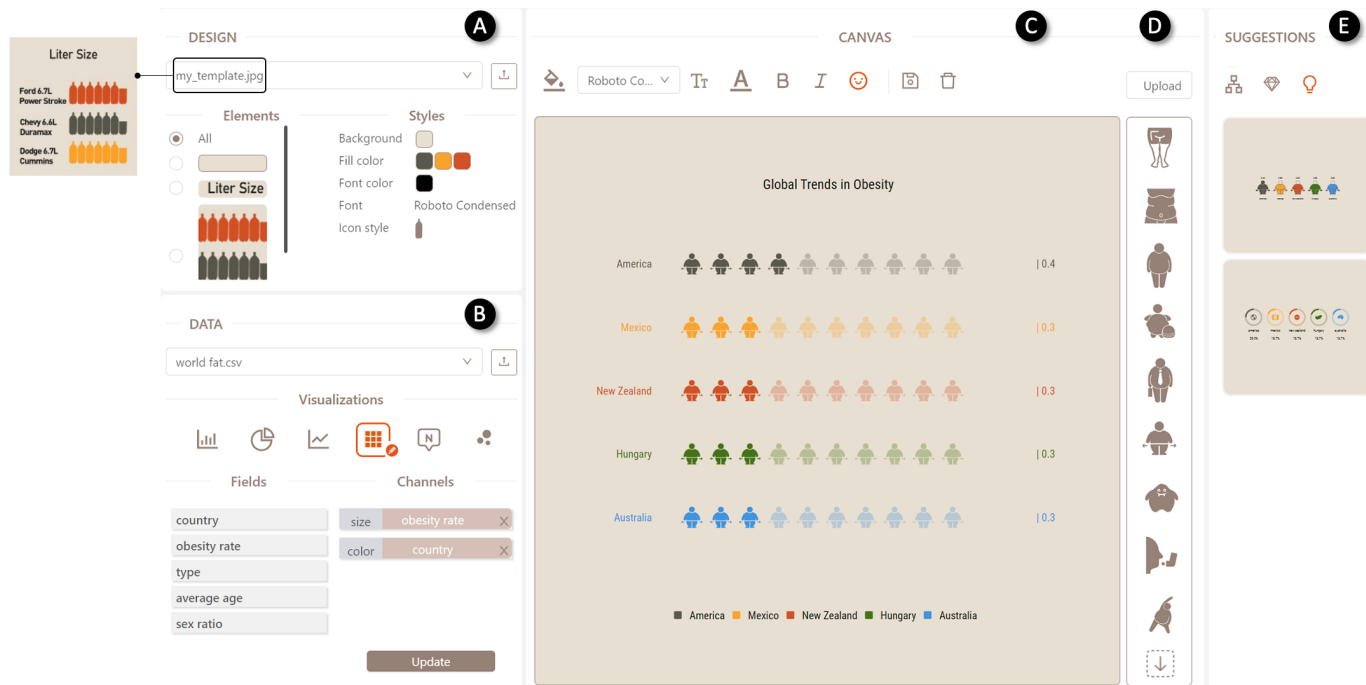 Liter Size
Ford 6.7L
Power Stroke
Chevy 6.6L
Duramax
Dodge 6.7L
Cummins
DESIGN
A
my_template.jpg
Elements
Styles
All
Liter Size
Background
Fill color
Font color
Font
Roboto Condensed
Icon style
DATA
B
world fat.csv
Visualizations
N
Fields
Channels
country
obesity rate
type
average age
sex ratio
size
obesity rate
X
color
country
X
Update
CANVAS
C
Roboto Co...
TT
A
B
I
Global Trends in Obesity
America
| 0.4
Mexico
| 0.3
New Zealand
| 0.3
Hungary
| 0.3
Australia
| 0.3
America Mexico New Zealand Hungary Australia
D
Upload
SUGGESTIONS
E